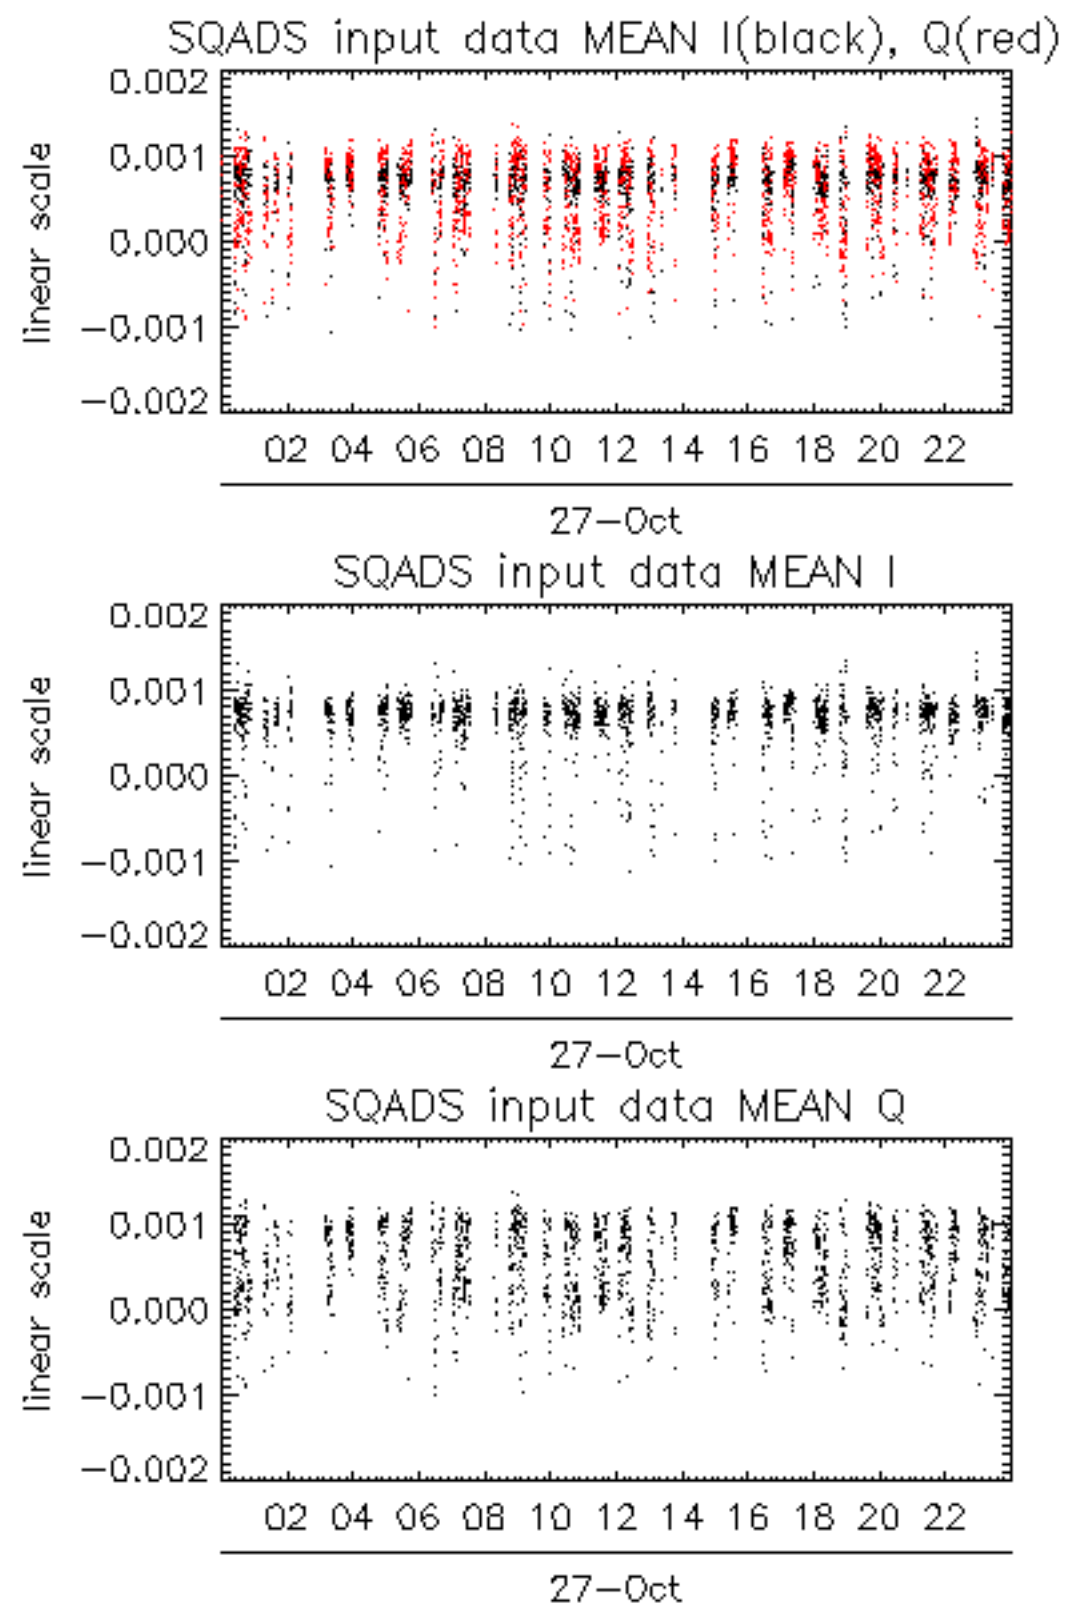 SQADS input data MEAN I(black), Q(red)
0.002
0.001
0.000
−0.001
−0.002
linear scale
02 04 06 08 10 12 14 16 18 20 22
27−Oct
SQADS input data MEAN I
0.002
0.001
0.000
−0.001
−0.002
linear scale
02 04 06 08 10 12 14 16 18 20 22
27−Oct
SQADS input data MEAN Q
0.002
0.001
0.000
−0.001
−0.002
linear scale
02 04 06 08 10 12 14 16 18 20 22
27−Oct